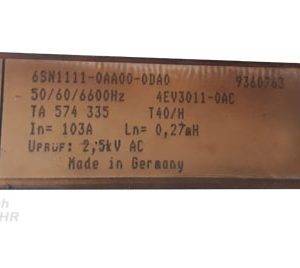 6SN1111-0AA00-0DA0 9360763
50/60/6600Hz 4EV3011-0AC
TA 574 335 T40/H
In= 103A Ln= 0,27mH
UPRUF: 2,5kV AC
Made in Germany
HR